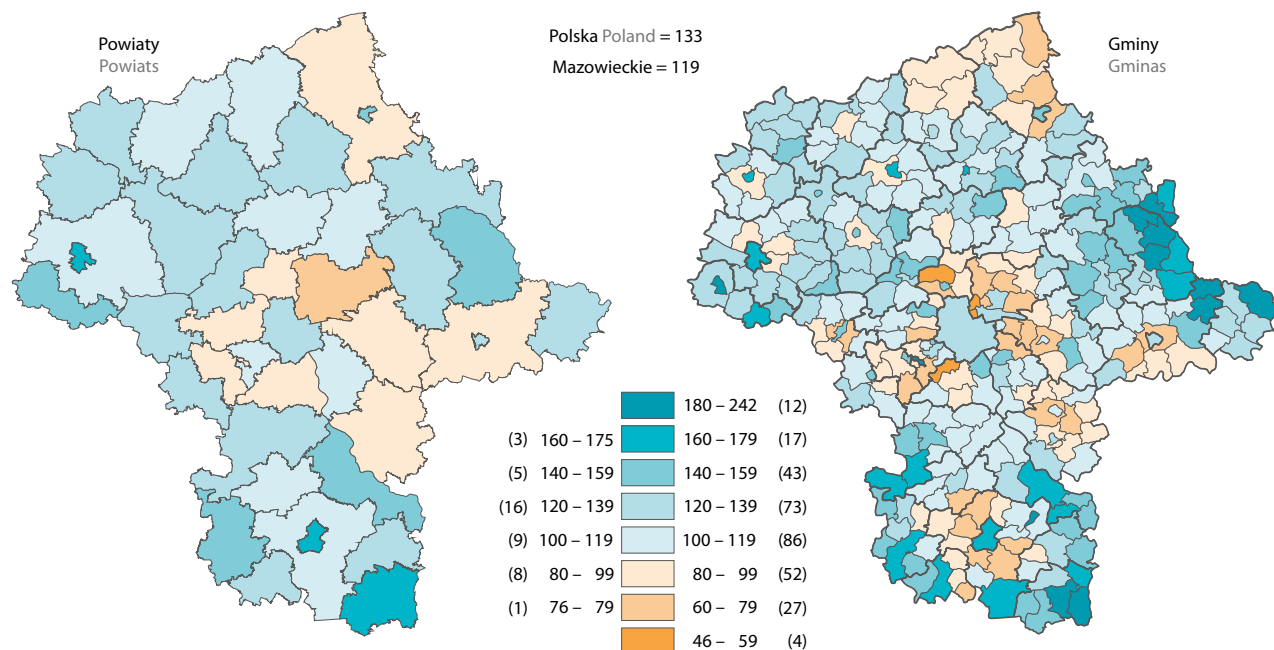 Powiaty
Powiats
Polska Poland = 133
Mazowieckie = 119
Gminy
Gminas
180 – 242 (12)
(3) 160 – 175 160 – 179 (17)
(5) 140 – 159 140 – 159 (43)
(16) 120 – 139 120 – 139 (73)
(9) 100 – 119 100 – 119 (86)
(8) 80 – 99 80 – 99 (52)
(1) 76 – 79 60 – 79 (27)
46 – 59 (4)